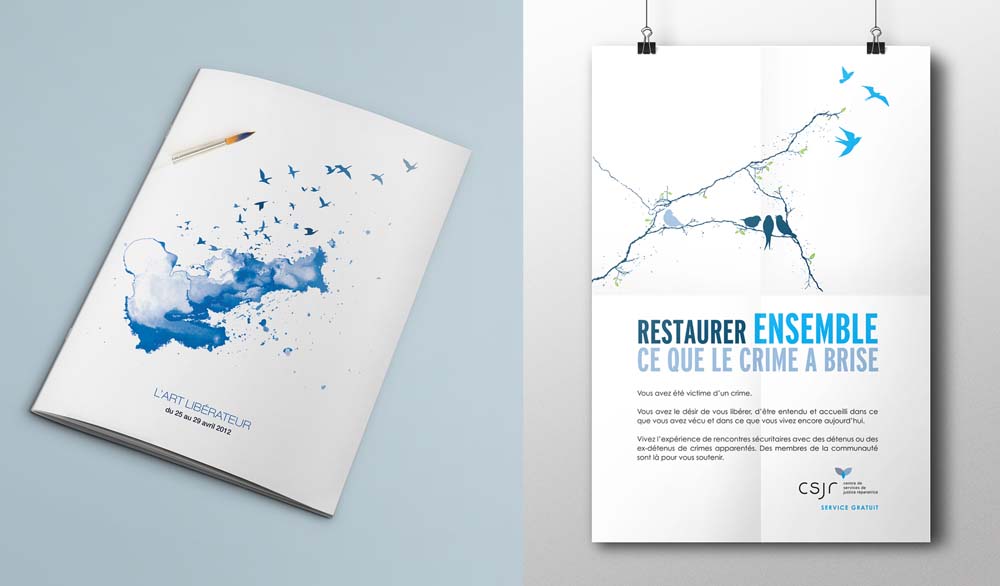 L'ART LIBÉRATEUR
du 25 au 29 avril 2012
RESTAURER ENSEMBLE
CE QUE LE CRIME A BRISE
Vous avez été victime d'un crime.
Vous avez le désir de vous libérer, d'être entendu et accueilli dans ce
que vous avez vécu et dans ce que vous vivez encore aujourd'hui.
Vivez l'expérience de rencontres sécuritaires avec des détenus ou des
ex-détenus de crimes apparentés. Des membres de la communauté
sont là pour vous soutenir.
csjr
centre de
services de
justice réparatrice
SERVICE GRATUIT